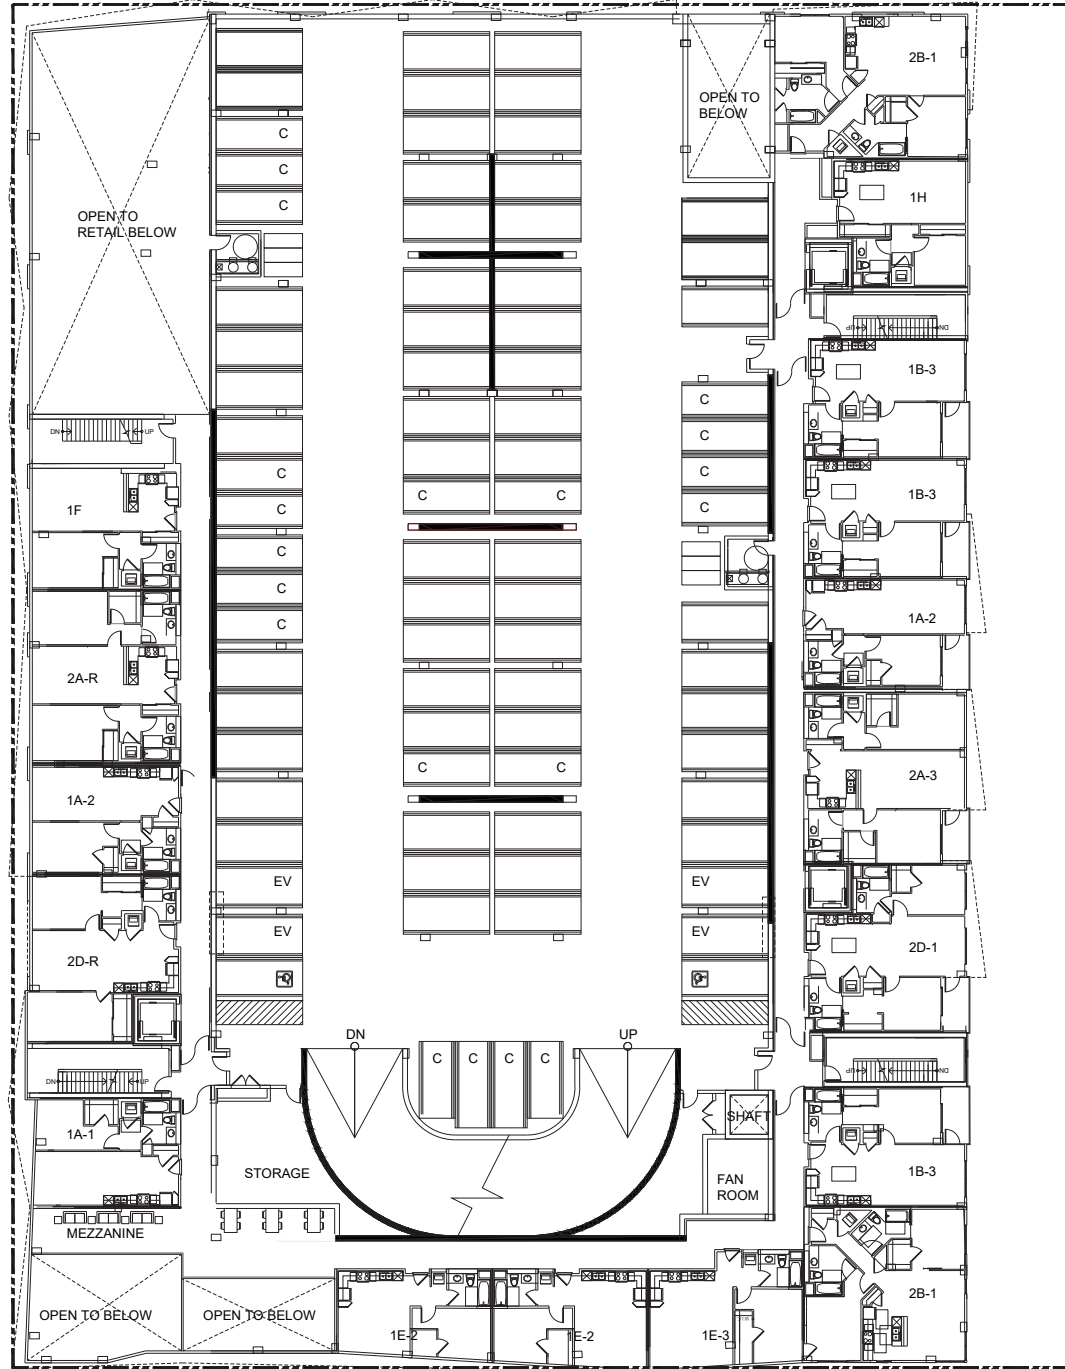 2B-1
OPEN TO
BELOW
C
C
1H
C
OPEN TO
RETAIL BELOW
UP
DN
1B-3
C
DN
UP
C
C
C
1B-3
C
C
C
C
1F
C
C
C
1A-2
C
2A-R
C
C
2A-3
1A-2
EV
EV
EV
EV
2D-1
2D-R
DN
UP
C
C
C
C
UP
DN
DN
UP
SHAFT
1A-1
STORAGE
FAN
ROOM
1B-3
MEZZANINE
2B-1
OPEN TO BELOW
OPEN TO BELOW
1E-2
1E-2
1E-3